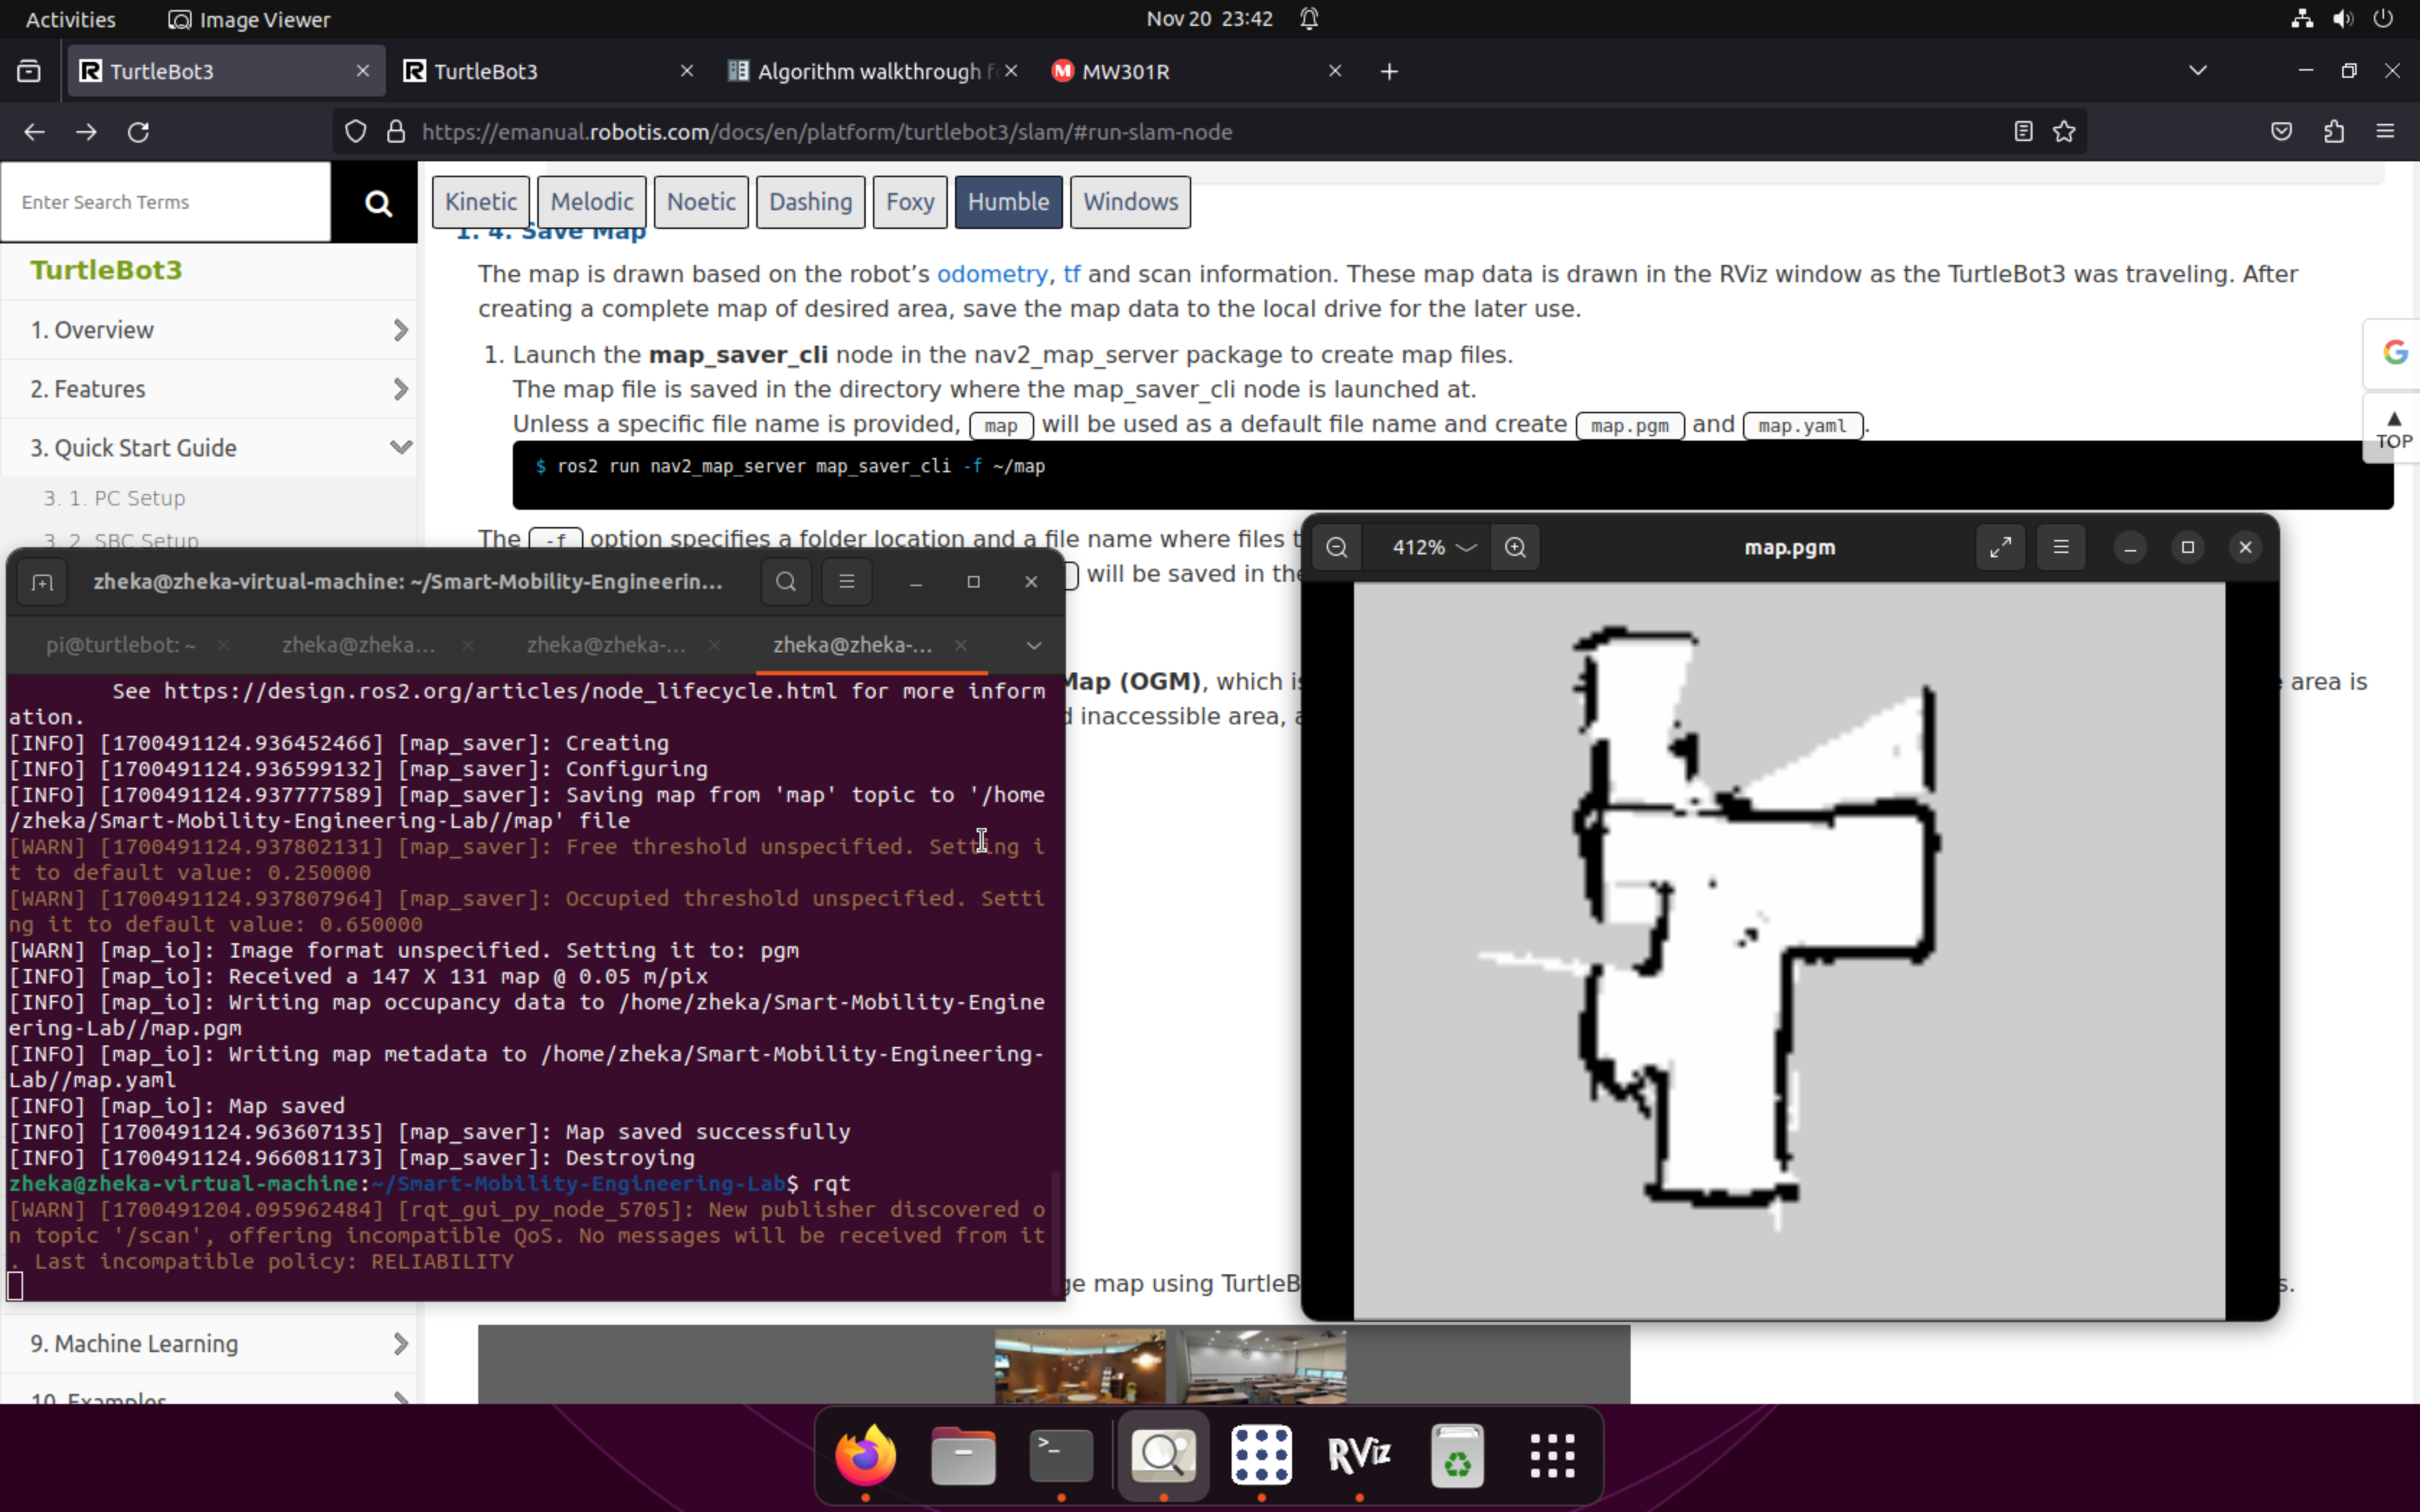 Activities
Image Viewer
Nov 20 23:42
TurtleBot3
TurtleBot3
Algorithm walkthrough f
MW301R
https://emanual.robotis.com/docs/en/platform/turtlebot3/slam/#run-slam-node
Enter Search Terms
Kinetic
Melodic
Noetic
Dashing
Foxy
Humble
Windows
TurtleBot3
1. Overview
2. Features
3. Quick Start Guide
3. 1. PC Setup
3. 2. SBC Setup
9. Machine Learning
10. Examples
1. 4. Save Map
The map is drawn based on the robot’s odometry, tf and scan information. These map data is drawn in the RViz window as the TurtleBot3 was traveling. After
creating a complete map of desired area, save the map data to the local drive for the later use.
1. Launch the map_saver_cli node in the nav2_map_server package to create map files.
The map file is saved in the directory where the map_saver_cli node is launched at.
Unless a specific file name is provided, map will be used as a default file name and create map.pgm and map.yaml.
$ ros2 run nav2_map_server map_saver_cli -f ~/map
The -f option specifies a folder location and a file name where files t
will be saved in the
Map (OGM), which is
area is
d inaccessible area, a
ge map using TurtleB
s.
G
TOP
zheka@zheka-virtual-machine: ~/Smart-Mobility-Engineerin...
pi@turtlebot: ~
zheka@zheka...
zheka@zheka-...
zheka@zheka-...
See https://design.ros2.org/articles/node_lifecycle.html for more inform
ation.
[INFO] [1700491124.936452466] [map_saver]: Creating
[INFO] [1700491124.936599132] [map_saver]: Configuring
[INFO] [1700491124.937777589] [map_saver]: Saving map from 'map' topic to '/home
/zheka/Smart-Mobility-Engineering-Lab//map' file
[WARN] [1700491124.937802131] [map_saver]: Free threshold unspecified. Setting i
t to default value: 0.250000
[WARN] [1700491124.937807964] [map_saver]: Occupied threshold unspecified. Setti
ng it to default value: 0.650000
[WARN] [map_io]: Image format unspecified. Setting it to: pgm
[INFO] [map_io]: Received a 147 X 131 map @ 0.05 m/pix
[INFO] [map_io]: Writing map occupancy data to /home/zheka/Smart-Mobility-Engine
ering-Lab//map.pgm
[INFO] [map_io]: Writing map metadata to /home/zheka/Smart-Mobility-Engineering-
Lab//map.yaml
[INFO] [map_io]: Map saved
[INFO] [1700491124.963607135] [map_saver]: Map saved successfully
[INFO] [1700491124.966081173] [map_saver]: Destroying
zheka@zheka-virtual-machine:~/Smart-Mobility-Engineering-Lab$ rqt
[WARN] [1700491204.095962484] [rqt_gui_py_node_5705]: New publisher discovered o
n topic '/scan', offering incompatible QoS. No messages will be received from it
. Last incompatible policy: RELIABILITY
412%
map.pgm
RViz